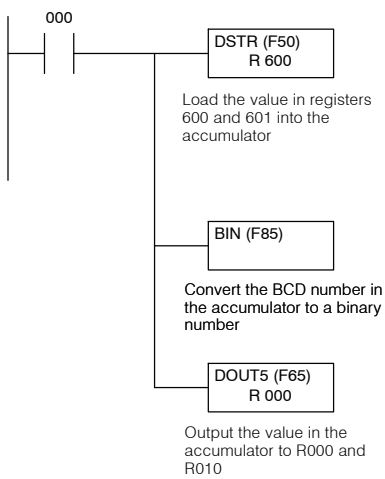 000
DSTR (F50)
R 600
Load the value in registers
600 and 601 into the
accumulator
BIN (F85)
Convert the BCD number in
the accumulator to a binary
number
DOUT5 (F65)
R 000
Output the value in the
accumulator to R000 and
R010